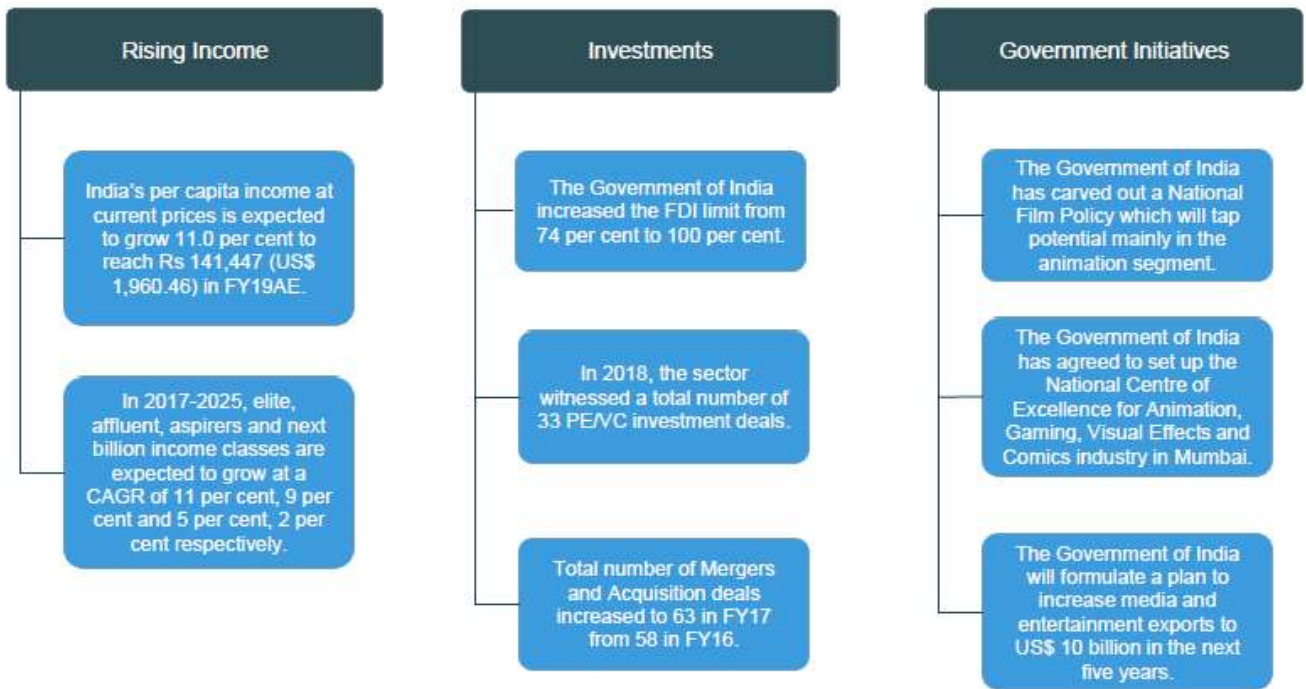 Rising Income
India's per capita income at
current prices is expected
to grow 11.0 per cent to
reach Rs 141,447 (US$
1,960.46) in FY19AE.
In 2017-2025, elite,
affluent, aspirers and next
billion income classes are
expected to grow at a
CAGR of 11 per cent, 9 per
cent and 5 per cent, 2 per
cent respectively.
Investments
The Government of India
increased the FDI limit from
74 per cent to 100 per cent.
In 2018, the sector
witnessed a total number of
33 PE/VC investment deals.
Total number of Mergers
and Acquisition deals
increased to 63 in FY17
from 58 in FY16.
Government Initiatives
The Government of India
has carved out a National
Film Policy which will tap
potential mainly in the
animation segment.
The Government of India
has agreed to set up the
National Centre of
Excellence for Animation,
Gaming, Visual Effects and
Comics industry in Mumbai.
The Government of India
will formulate a plan to
increase media and
entertainment exports to
US$ 10 billion in the next
five years.